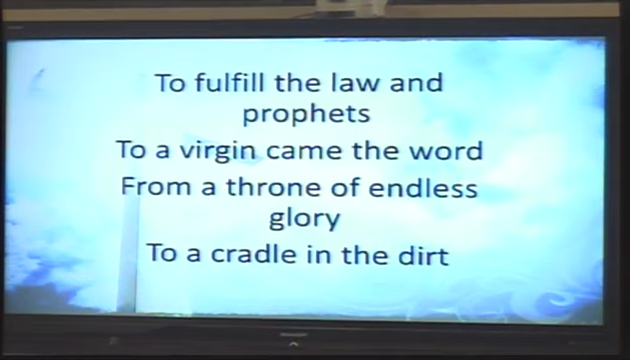 To fulfill the law and
prophets
To a virgin came the word
From a throne of endless
glory
To a cradle in the dirt